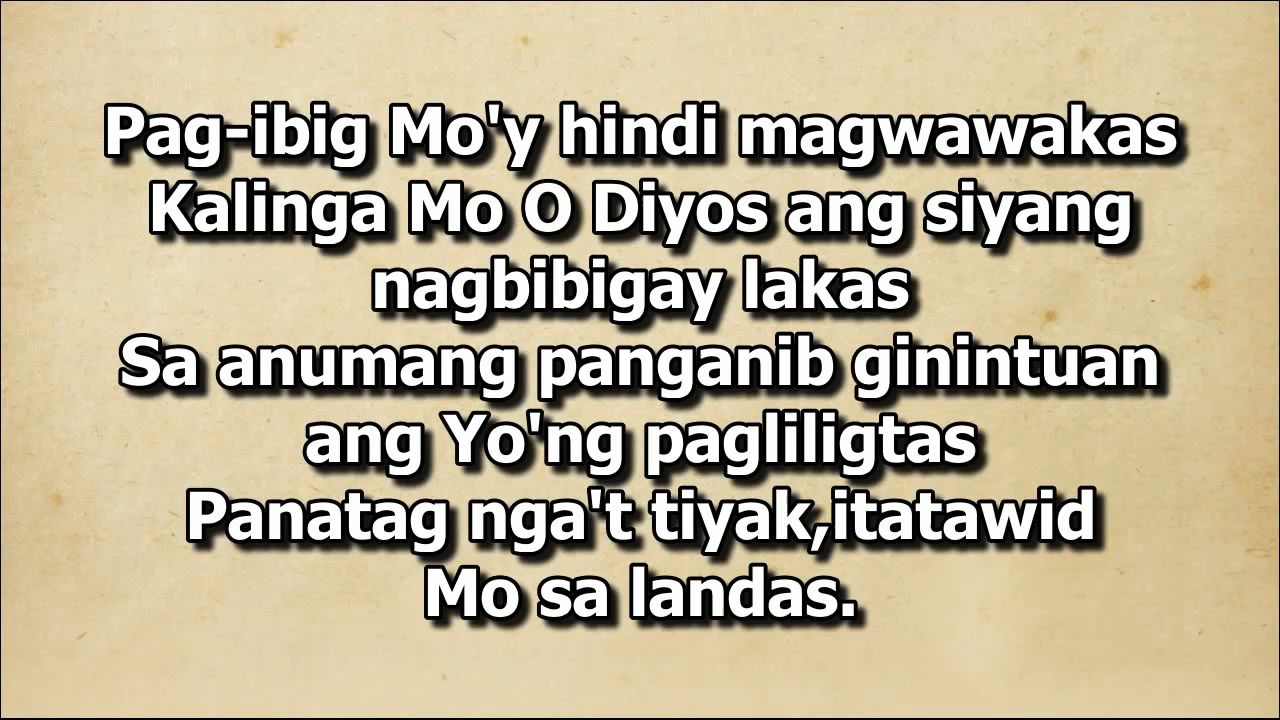 Pag-ibig Mo'y hindi magwawakas
Kalinga Mo O Diyos ang siyang
nagbibigay lakas
Sa anumang panganib ginintuan
ang Yo'ng pagliligtas
Panatag nga't tiyak,itatawid
Mo sa landas.